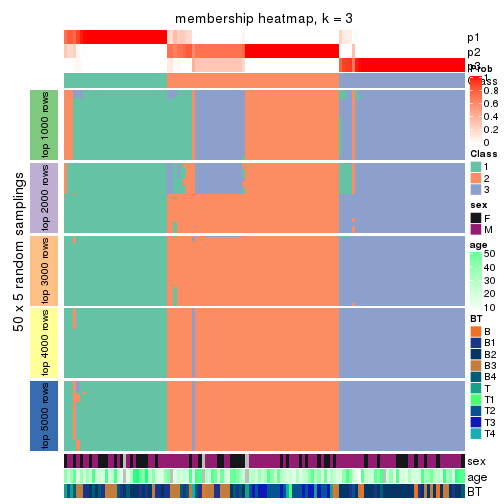 membership heatmap, k = 3
p1
p2
p3
Class
Prob
1
0.8
0.6
0.4
0.2
0
Class
1
2
3
sex
F
M
age
50
40
30
20
10
BT
B
B1
B2
B3
B4
T
T1
T2
T3
T4
50 x 5 random samplings
top 1000 rows
top 2000 rows
top 3000 rows
top 4000 rows
top 5000 rows
sex
age
BT